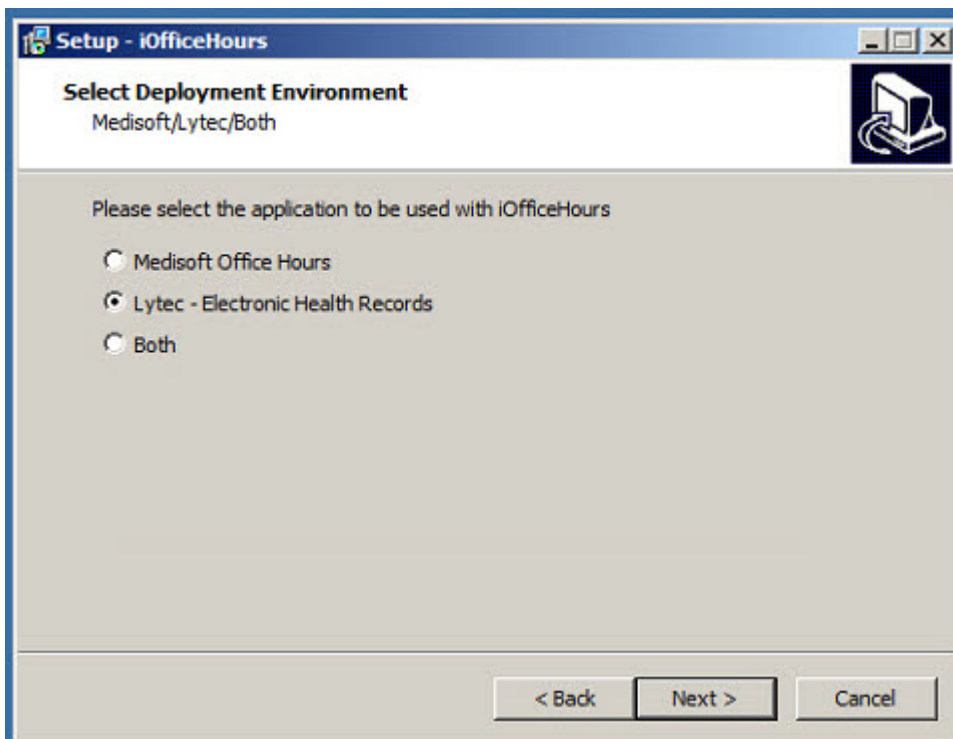 Setup - iOfficeHours
Select Deployment Environment
Medisoft/Lytec/Both
Please select the application to be used with iOfficeHours
Medisoft Office Hours
Lytec - Electronic Health Records
Both
< Back Next > Cancel